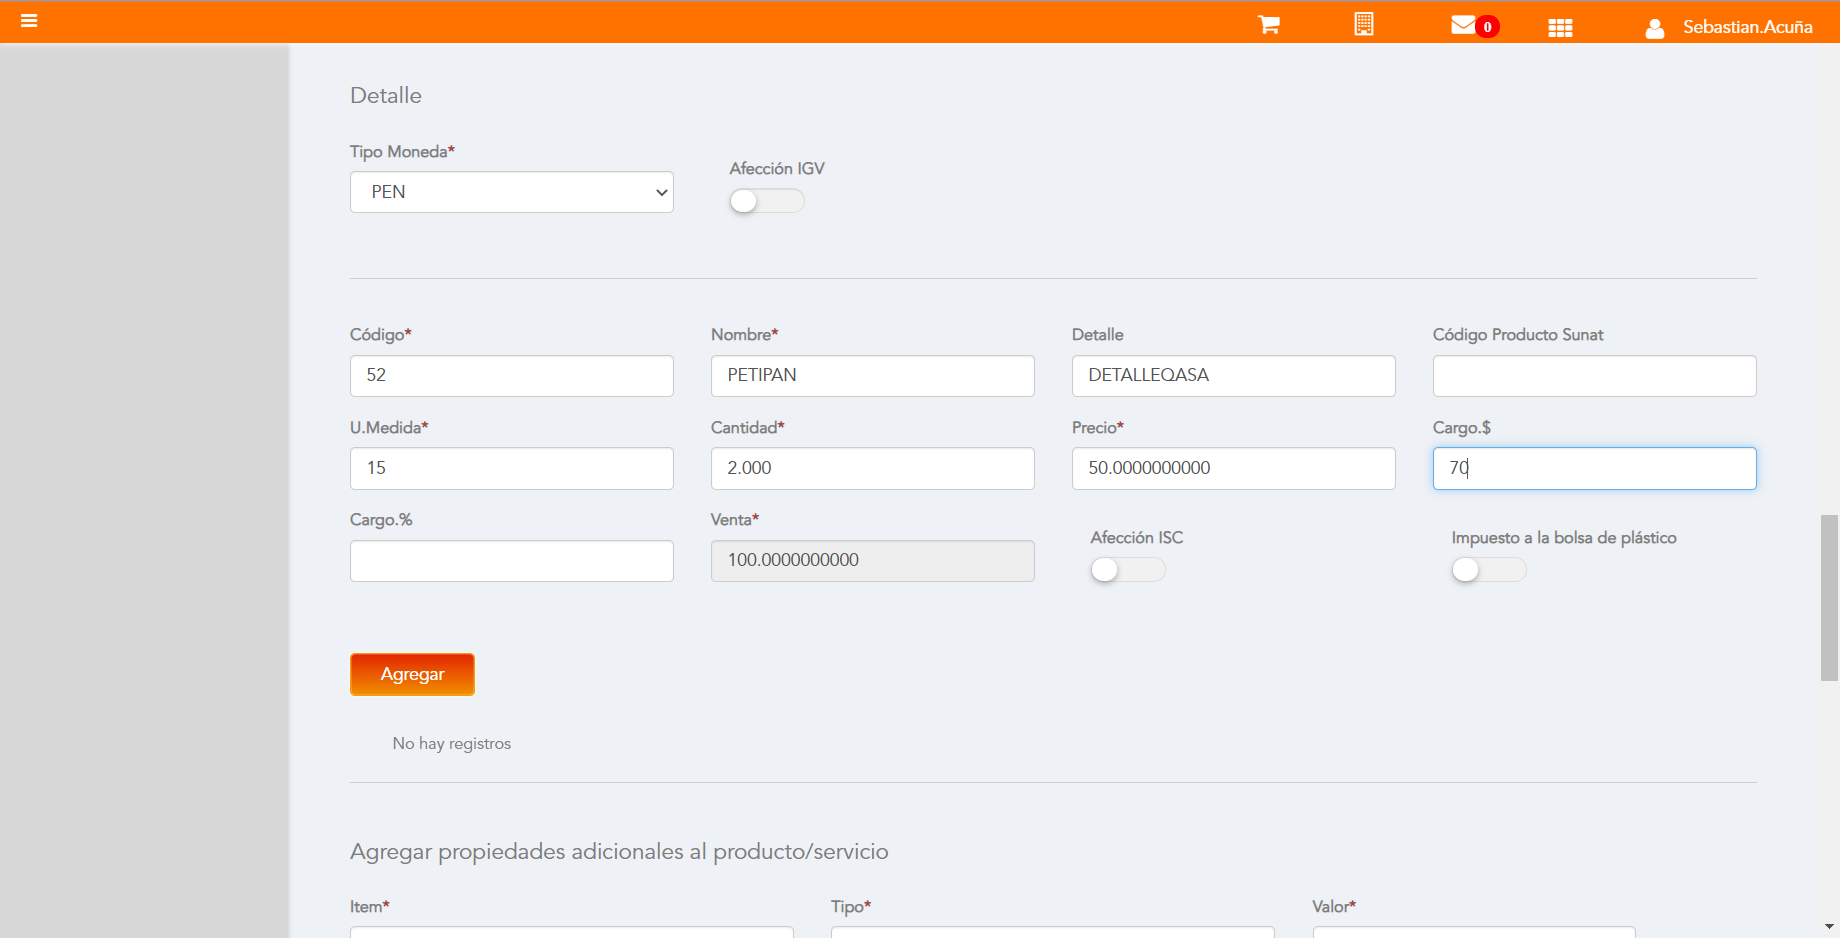 0
Sebastian.Acuña
Detalle
Tipo Moneda*
Afección IGV
PEN
Código* Nombre* Detalle Código Producto Sunat
52 PETIPAN DETALLEQASA
U.Medida* Cantidad* Precio* Cargo.$
15 2.000 50.0000000000 70
Cargo.% Venta* Afección ISC Impuesto a la bolsa de plástico
100.0000000000
Agregar
No hay registros
Agregar propiedades adicionales al producto/servicio
Item* Tipo* Valor*